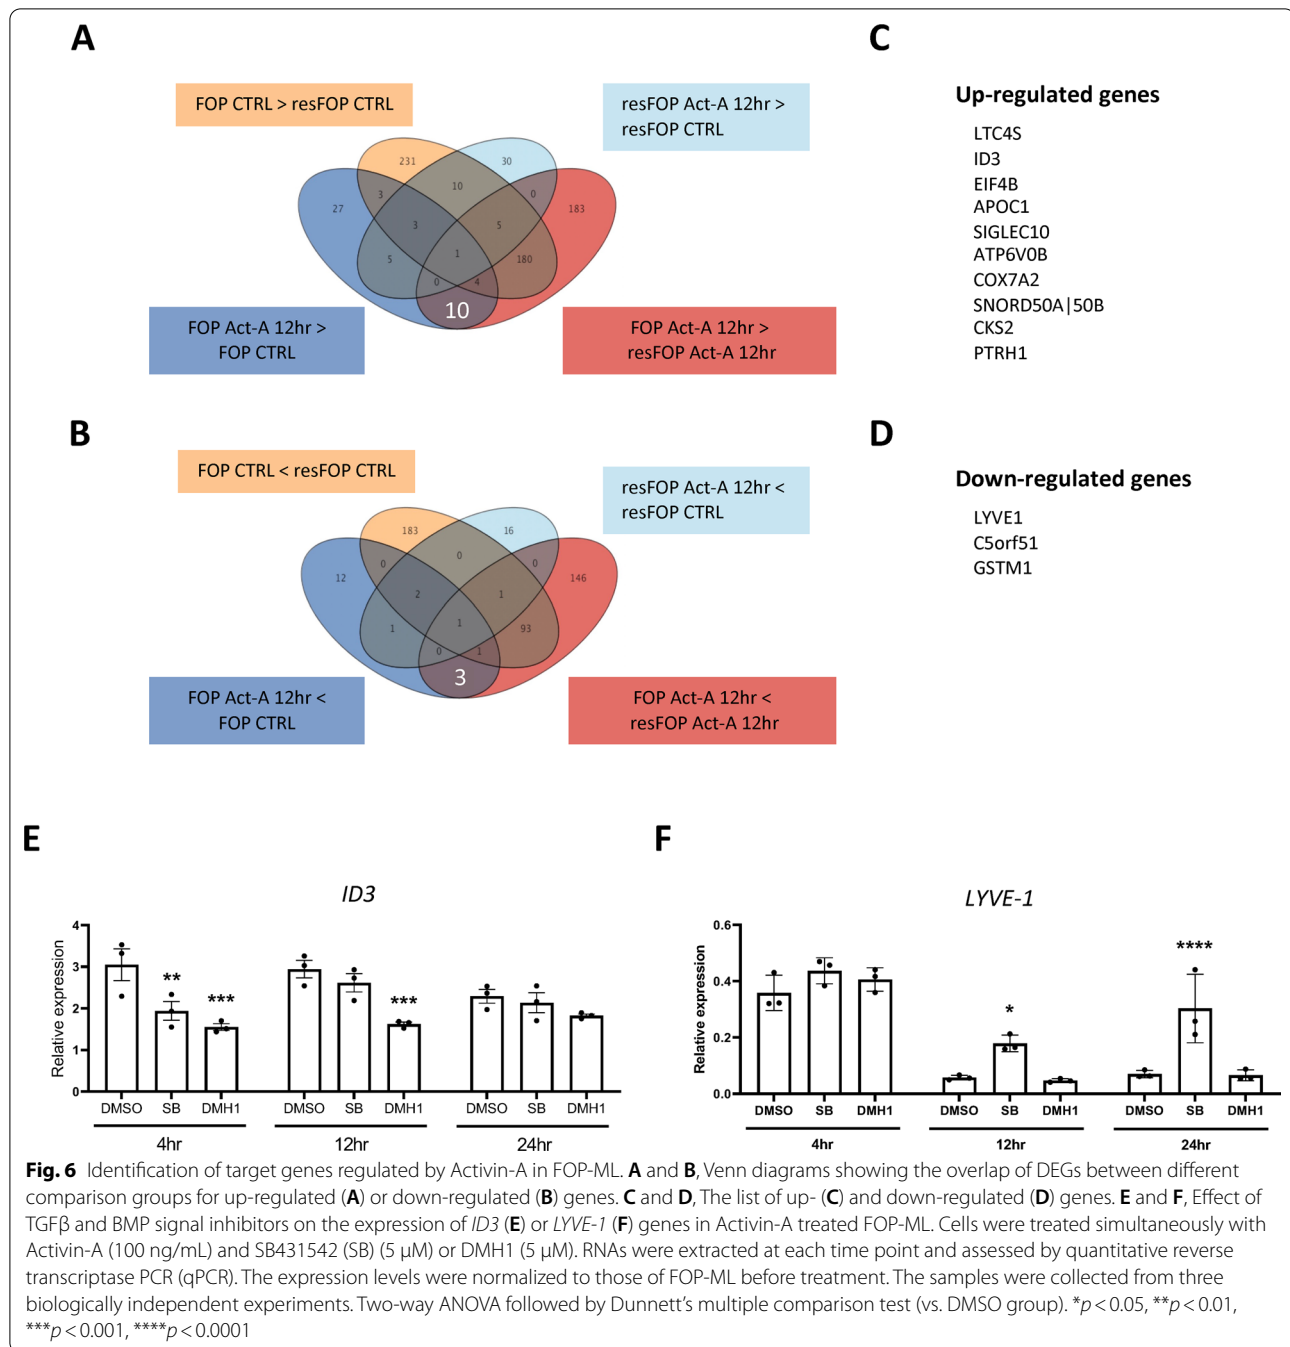 A
FOP CTRL > resFOP CTRL
resFOP Act-A 12hr >
resFOP CTRL
231
30
3
10
0
27
183
3
5
5
1
180
0
4
10
FOP Act-A 12hr >
FOP CTRL
FOP Act-A 12hr >
resFOP Act-A 12hr
C
Up-regulated genes
LTC4S
ID3
EIF4B
APOC1
SIGLEC10
ATP6V0B
COX7A2
SNORD50A|50B
CKS2
PTRH1
B
FOP CTRL < resFOP CTRL
resFOP Act-A 12hr <
resFOP CTRL
183
16
0
0
0
12
146
2
1
1
1
93
0
1
3
FOP Act-A 12hr <
FOP CTRL
FOP Act-A 12hr <
resFOP Act-A 12hr
D
Down-regulated genes
LYVE1
C5orf51
GSTM1
E
ID3
Relative expression
4
3
2
1
0
**
***
***
DMSO SB DMH1 DMSO SB DMH1 DMSO SB DMH1
4hr 12hr 24hr
F
LYVE-1
Relative expression
0.6
0.4
0.2
0.0
*
****
DMSO SB DMH1 DMSO SB DMH1 DMSO SB DMH1
4hr 12hr 24hr
Fig. 6 Identification of target genes regulated by Activin-A in FOP-ML. A and B, Venn diagrams showing the overlap of DEGs between different
comparison groups for up-regulated (A) or down-regulated (B) genes. C and D, The list of up- (C) and down-regulated (D) genes. E and F, Effect of
TGFβ and BMP signal inhibitors on the expression of ID3 (E) or LYVE-1 (F) genes in Activin-A treated FOP-ML. Cells were treated simultaneously with
Activin-A (100 ng/mL) and SB431542 (SB) (5 μM) or DMH1 (5 μM). RNAs were extracted at each time point and assessed by quantitative reverse
transcriptase PCR (qPCR). The expression levels were normalized to those of FOP-ML before treatment. The samples were collected from three
biologically independent experiments. Two-way ANOVA followed by Dunnett's multiple comparison test (vs. DMSO group). *p < 0.05, **p < 0.01,
***p < 0.001, ****p < 0.0001